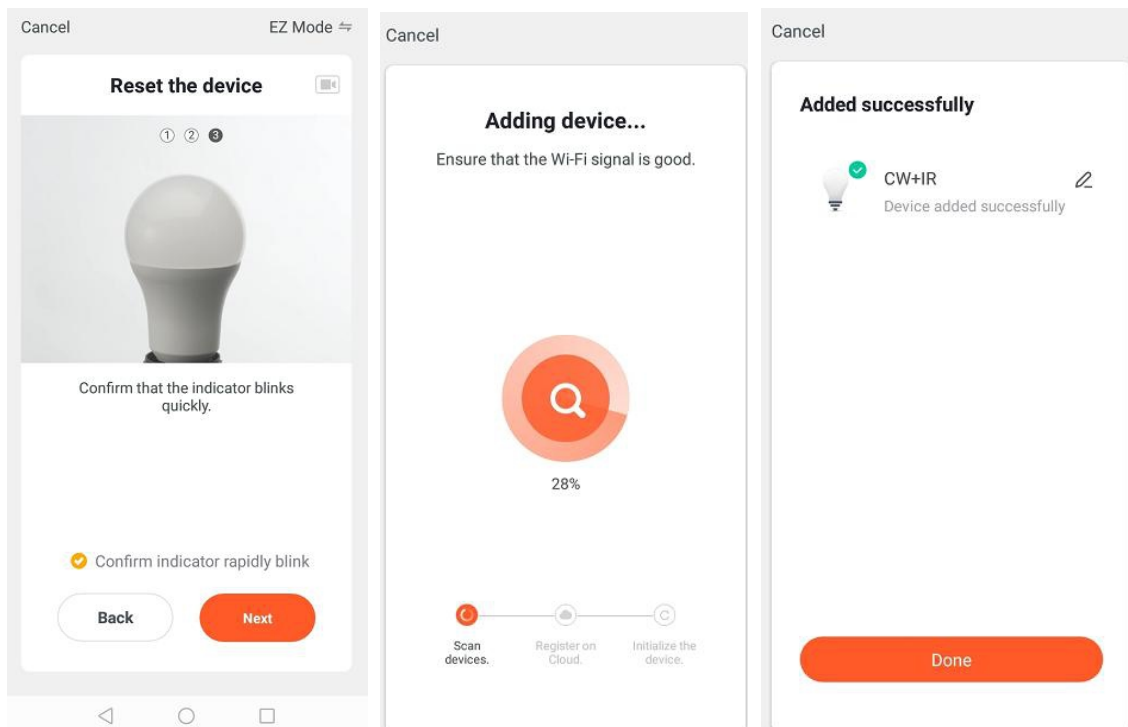 Cancel
EZ Mode
Reset the device
1 2 3
Confirm that the indicator blinks
quickly.
Confirm indicator rapidly blink
Back
Next
Cancel
Adding device...
Ensure that the Wi-Fi signal is good.
28%
Scan
devices.
Register on
Cloud.
Initialize the
device.
Cancel
Added successfully
CW+IR
Device added successfully
Done